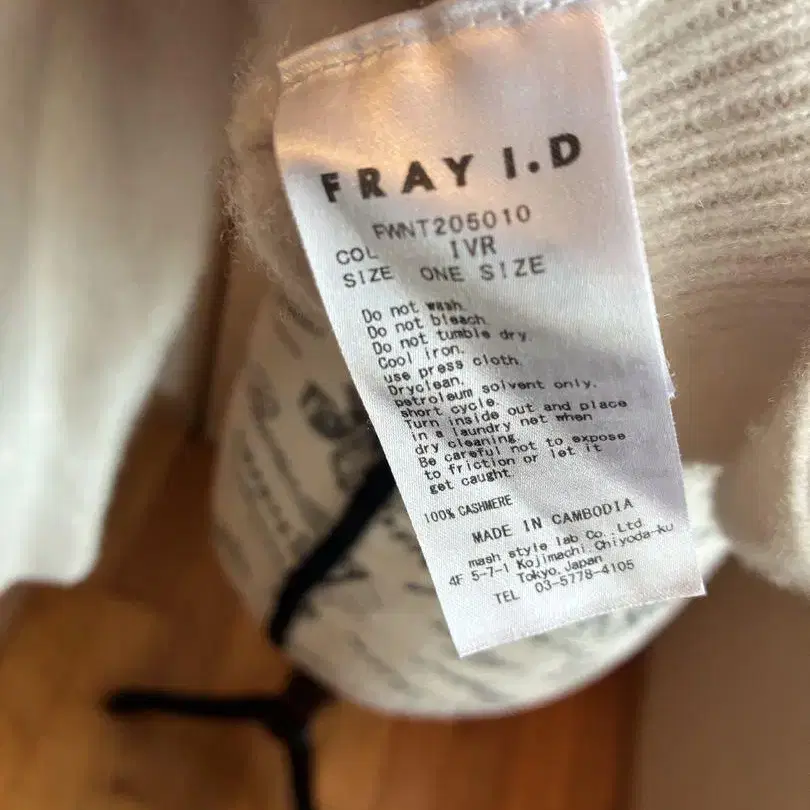 FRAY I.D
FWNT205010
COL IVR
SIZE ONE SIZE
Do not wash.
Do not bleach.
Do not tumble dry.
Cool iron.
use press cloth.
Dryclean.
petroleum solvent only.
short cycle.
Turn inside out and place
in a laundry net when
dry cleaning.
Be careful not to expose
to friction or let it
get caught.
100% CASHMERE
MADE IN CAMBODIA
mash style lab Co. Ltd.
4F 5-7-1 Kojimachi Chiyoda-ku
Tokyo, Japan
TEL 03-5778-4105